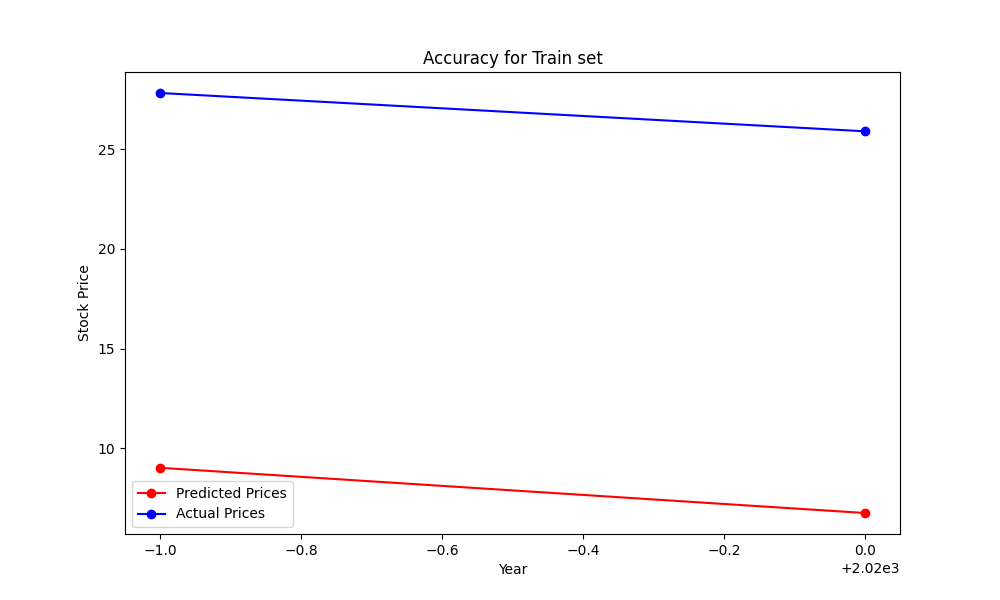 Accuracy for Train set
Stock Price
25
20
15
10
Predicted Prices
Actual Prices
−1.0 −0.8 −0.6 −0.4 −0.2 0.0
+2.02e3
Year